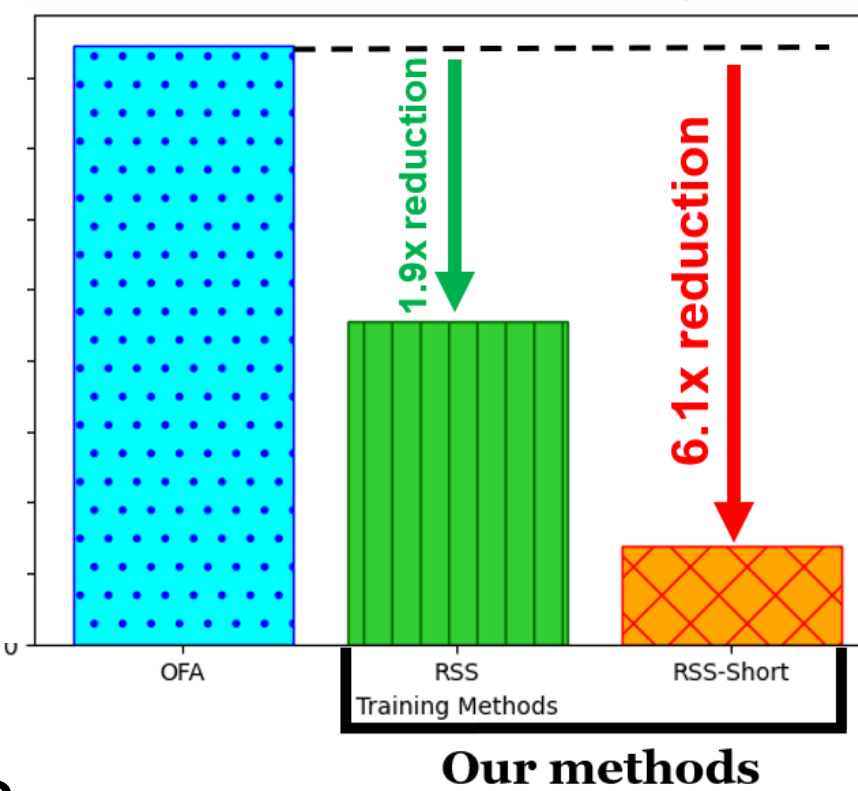 1.9x reduction
6.1x reduction
0
OFA
RSS
RSS-Short
Training Methods
Our methods